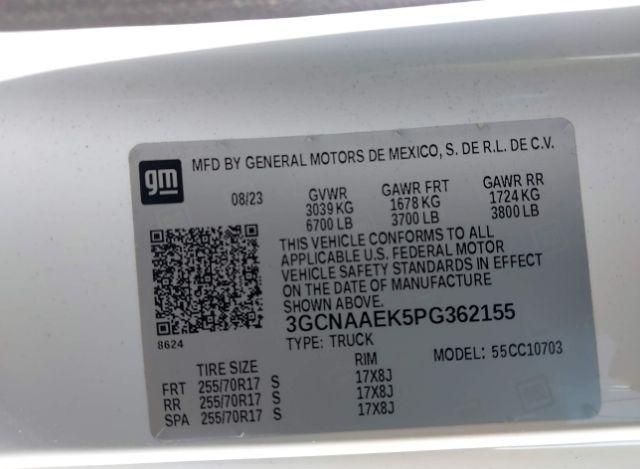 gm
MFD BY GENERAL MOTORS DE MEXICO, S. DE R.L. DE C.V.
08/23 GVWR GAWR FRT GAWR RR
3039 KG 1678 KG 1724 KG
6700 LB 3700 LB 3800 LB
THIS VEHICLE CONFORMS TO ALL
APPLICABLE U.S. FEDERAL MOTOR
VEHICLE SAFETY STANDARDS IN EFFECT
ON THE DATE OF MANUFACTURE
SHOWN ABOVE.
8624
3GCNAAEK5PG362155
TYPE: TRUCK MODEL: 55CC10703
TIRE SIZE RIM
FRT 255/70R17 S 17X8J
RR 255/70R17 S 17X8J
SPA 255/70R17 S 17X8J